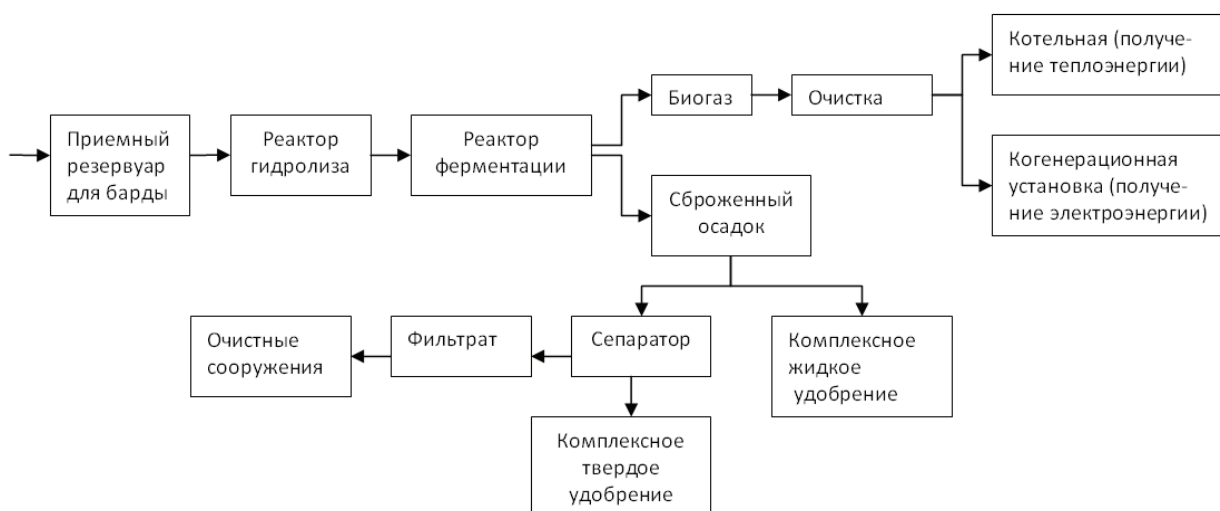 Приемный
резервуар
для барды
Реактор
гидролиза
Реактор
ферментации
Биогаз
Очистка
Котельная (получе-
ние теплоэнергии)
Когенерационная
установка (получе-
ние электроэнергии)
Сброженный
осадок
Очистные
сооружения
Фильтрат
Сепаратор
Комплексное
жидкое
удобрение
Комплексное
твердое
удобрение